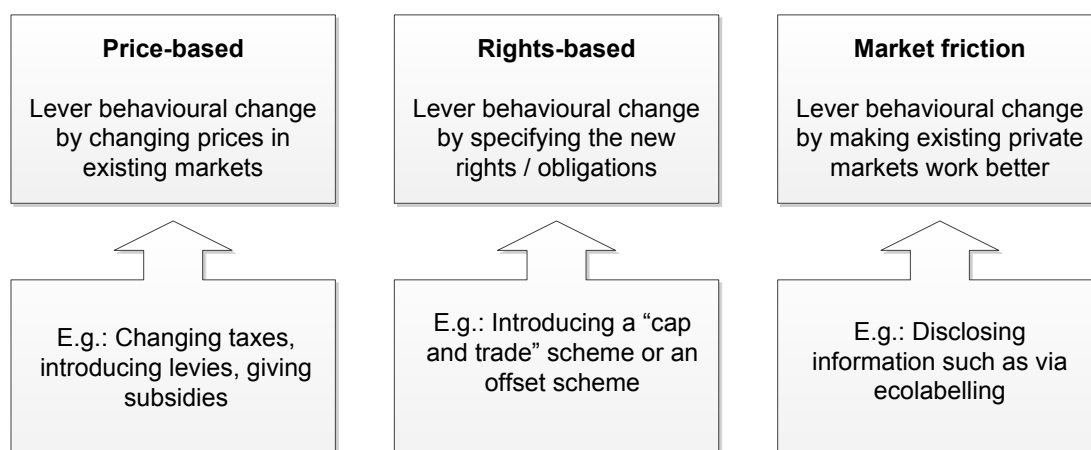 Price-based
Lever behavioural change
by changing prices in
existing markets
Rights-based
Lever behavioural change
by specifying the new
rights / obligations
Market friction
Lever behavioural change
by making existing private
markets work better
E.g.: Changing taxes,
introducing levies, giving
subsidies
E.g.: Introducing a “cap
and trade” scheme or an
offset scheme
E.g.: Disclosing
information such as via
ecolabelling